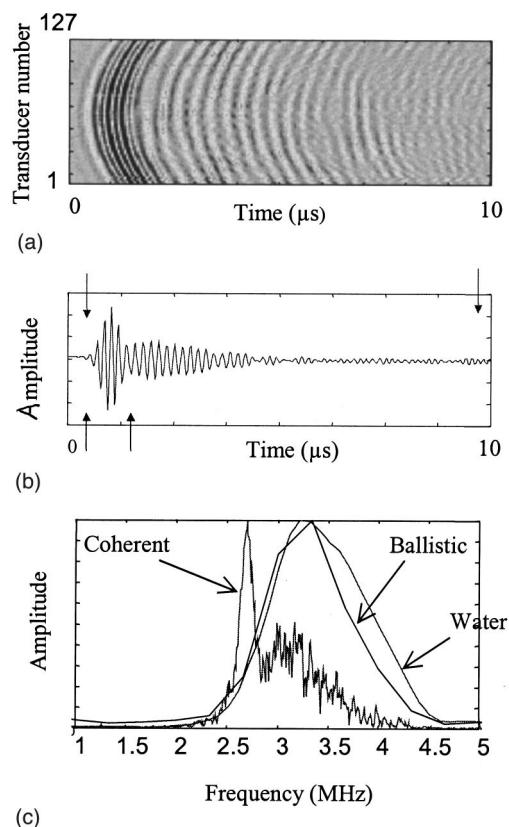 127
Transducer number
1
0
Time (µs)
10
(a)
Amplitude
0
Time (µs)
10
(b)
Coherent
Ballistic
Water
Amplitude
1 1.5 2 2.5 3 3.5 4 4.5 5
Frequency (MHz)
(c)